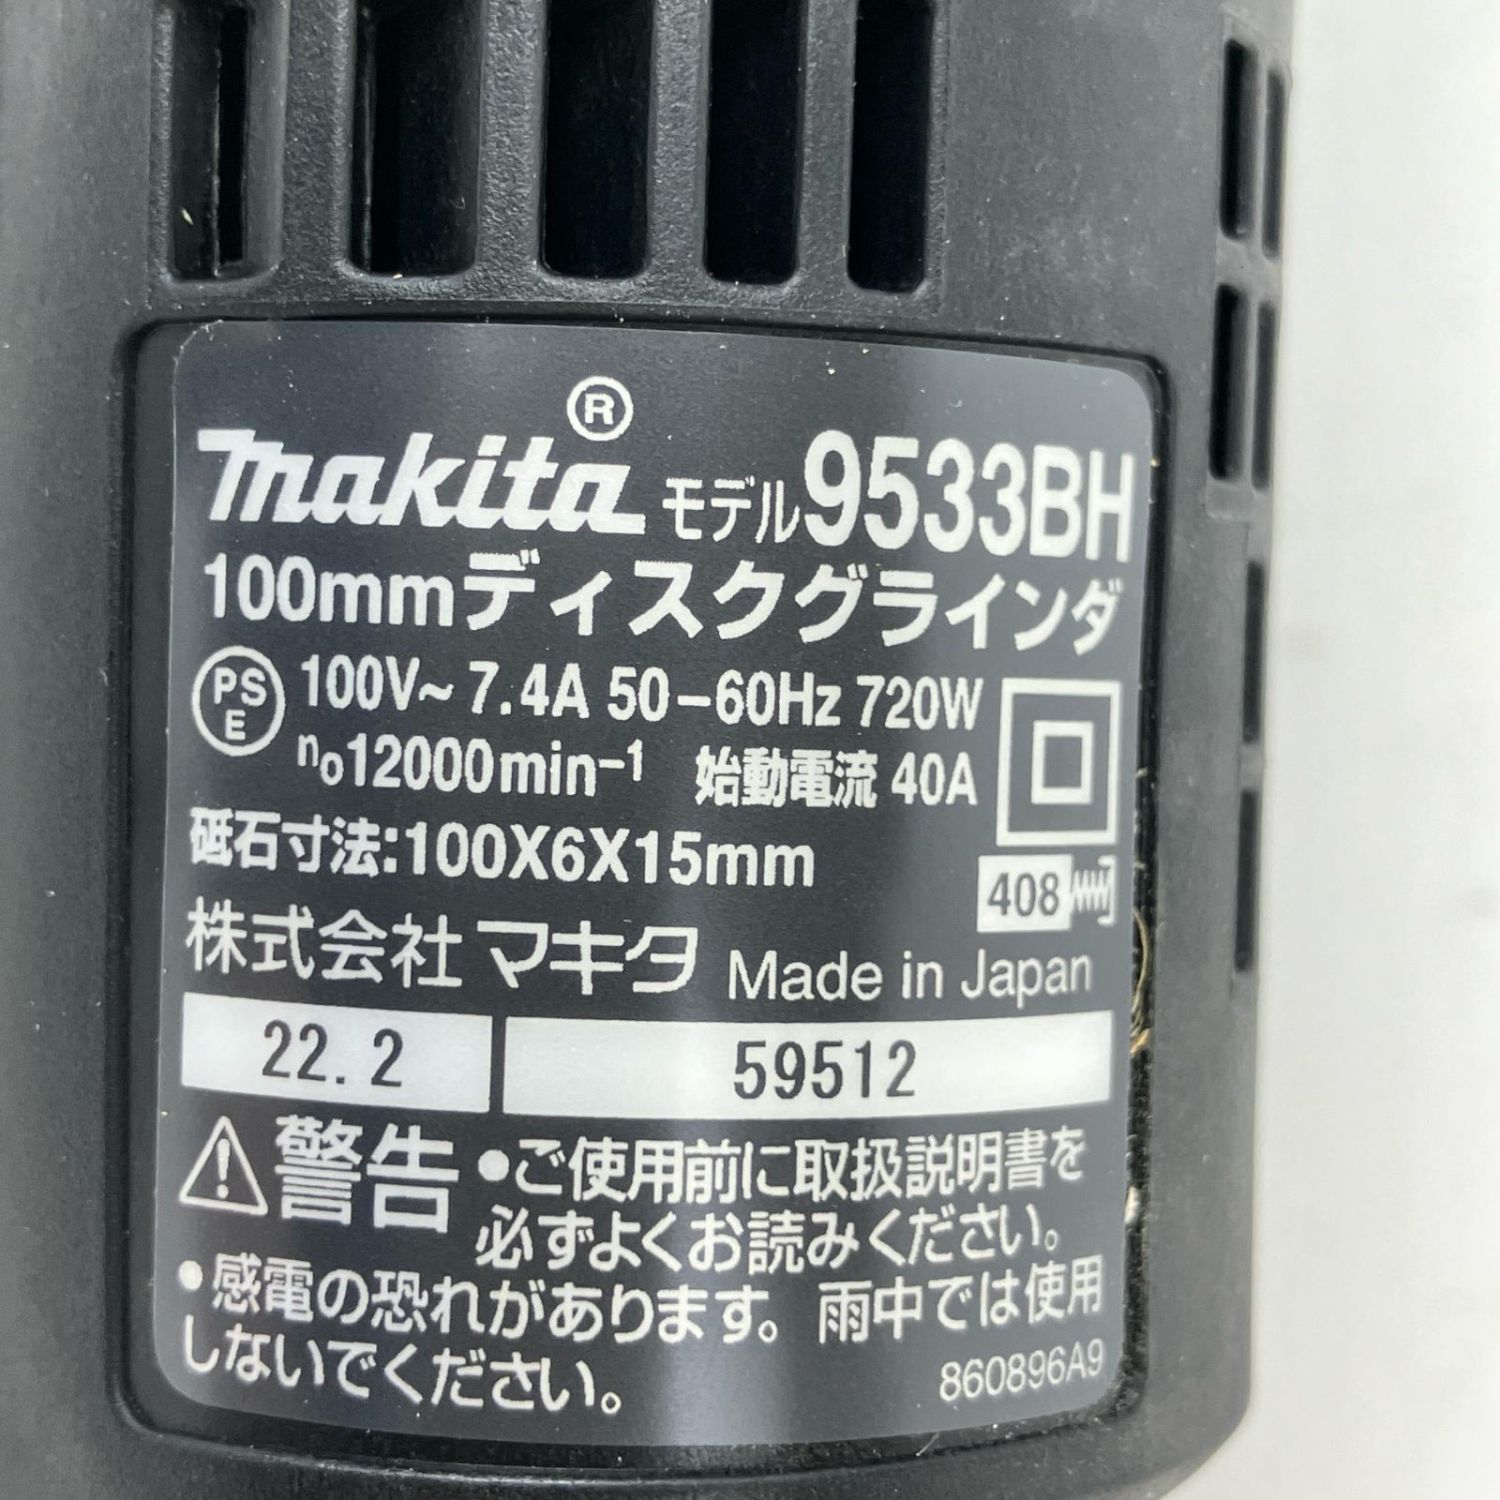 makita® モデル9533BH
100mmディスクグラインダ
PSE 100V~ 7.4A 50-60Hz 720W
n₀12000min⁻¹ 始動電流 40A
砥石寸法:100X6X15mm
408
株式会社マキタ Made in Japan
22.2 59512
警告 •ご使用前に取扱説明書を
必ずよくお読みください。
•感電の恐れがあります。雨中では使用
しないでください。
860896A9